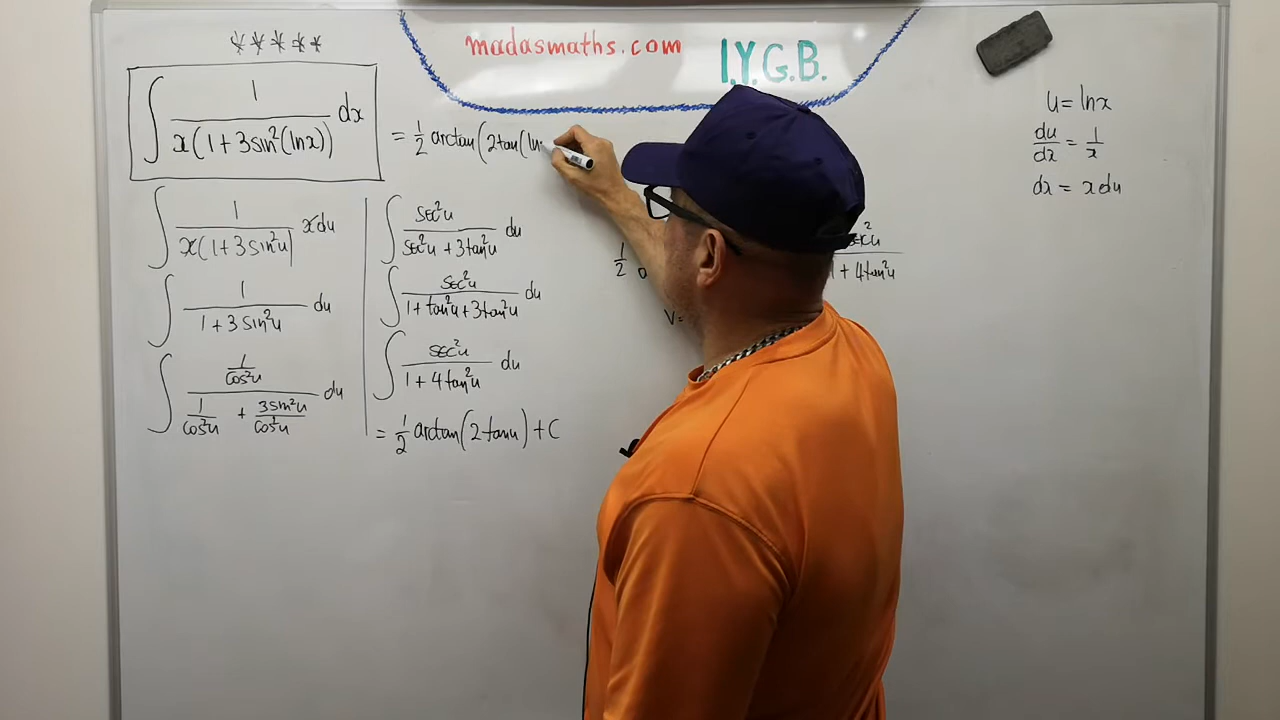 *****
madasmaths.com
I.Y.G.B.
∫ 1 / (x(1 + 3sin²(lnx))) dx = 1/2 arctan(2tan(ln
∫ 1 / (x(1 + 3sin²u)) x du
∫ 1 / (1 + 3sin²u) du
∫ (1/cos²u) / (1/cos²u + 3sin²u/cos²u) du
∫ sec²u / (sec²u + 3tan²u) du
∫ sec²u / (1 + tan²u + 3tan²u) du
∫ sec²u / (1 + 4tan²u) du
= 1/2 arctan(2tanu) + C
1/2
V=
1 + 4tan²u
u = lnx
du/dx = 1/x
dx = x du